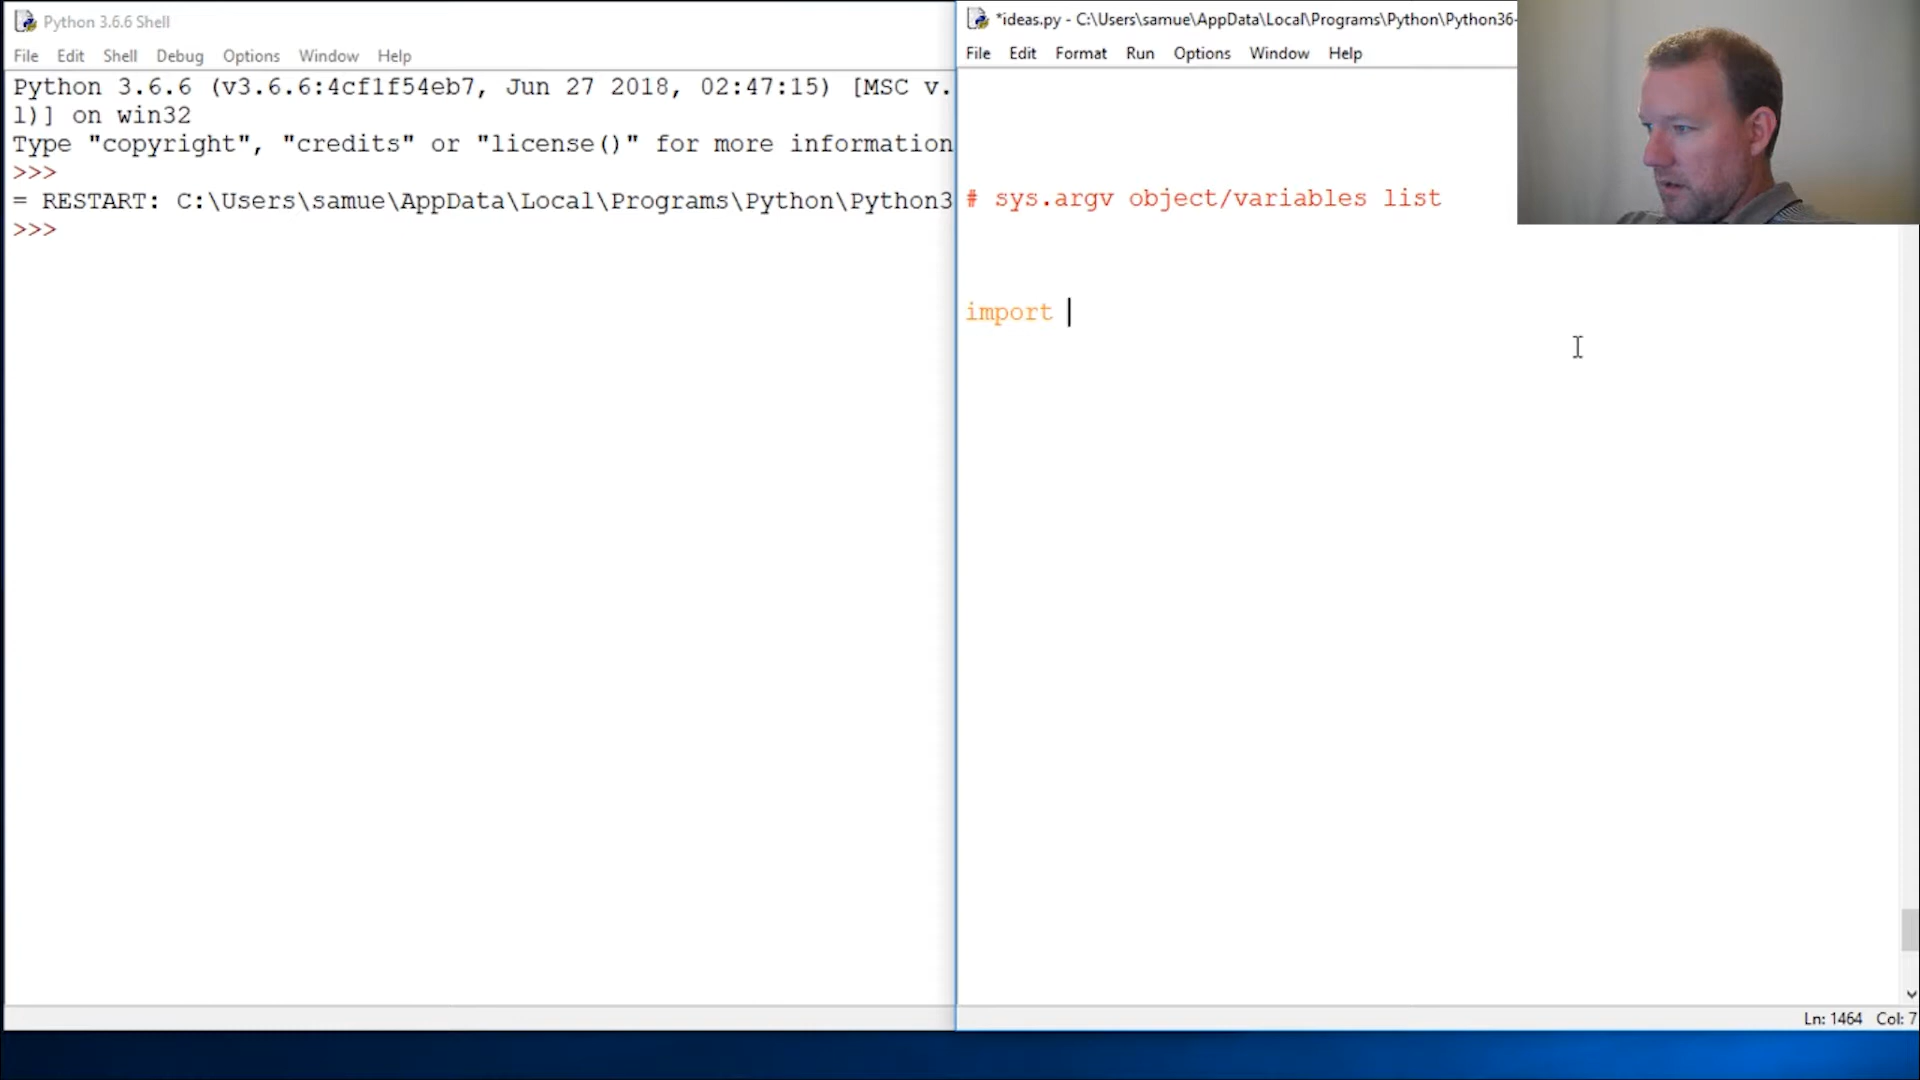 Python 3.6.6 Shell
File Edit Shell Debug Options Window Help
Python 3.6.6 (v3.6.6:4cf1f54eb7, Jun 27 2018, 02:47:15) [MSC v.
l)] on win32
Type "copyright", "credits" or "license()" for more information
>>>
= RESTART: C:\Users\samue\AppData\Local\Programs\Python\Python3
>>>
*ideas.py - C:\Users\samue\AppData\Local\Programs\Python\Python36-
File Edit Format Run Options Window Help
# sys.argv object/variables list
import
Ln: 1464 Col: 7